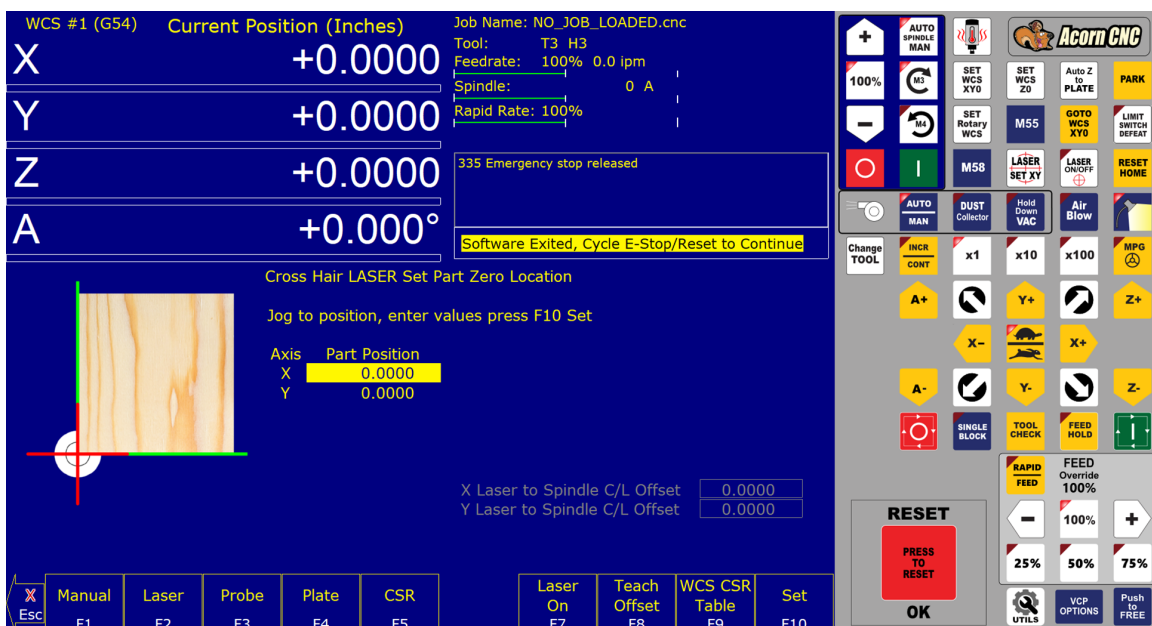 WCS #1 (G54) Current Position (Inches)
X +0.0000
Y +0.0000
Z +0.0000
A +0.000°
Job Name: NO_JOB_LOADED.cnc
Tool: T3 H3
Feedrate: 100% 0.0 ipm
Spindle: 0 A
Rapid Rate: 100%
335 Emergency stop released
Software Exited, Cycle E-Stop/Reset to Continue
Cross Hair LASER Set Part Zero Location
Jog to position, enter values press F10 Set
Axis Part Position
X 0.0000
Y 0.0000
X Laser to Spindle C/L Offset 0.0000
Y Laser to Spindle C/L Offset 0.0000
X
Esc
Manual
F1
Laser
F2
Probe
F3
Plate
F4
CSR
F5
Laser
On
F7
Teach
Offset
F8
WCS CSR
Table
F9
Set
F10
+
AUTO
SPINDLE
MAN
Acorn CNC
100%
M3
SET
WCS
XY0
SET
WCS
Z0
Auto Z
to
PLATE
PARK
−
M4
SET
Rotary
WCS
M55
GOTO
WCS
XY0
LIMIT
SWITCH
DEFEAT
M58
LASER
SET XY
LASER
ON/OFF
RESET
HOME
AUTO
MAN
DUST
Collector
Hold
Down
VAC
Air
Blow
Change
TOOL
INCR
CONT
x1
x10
x100
MPG
A+
Y+
Z+
X-
X+
A-
Y-
Z-
SINGLE
BLOCK
TOOL
CHECK
FEED
HOLD
RAPID
FEED
FEED
Override
100%
−
100%
+
25%
50%
75%
RESET
PRESS
TO
RESET
OK
UTILS
VCP
OPTIONS
Push
to
FREE